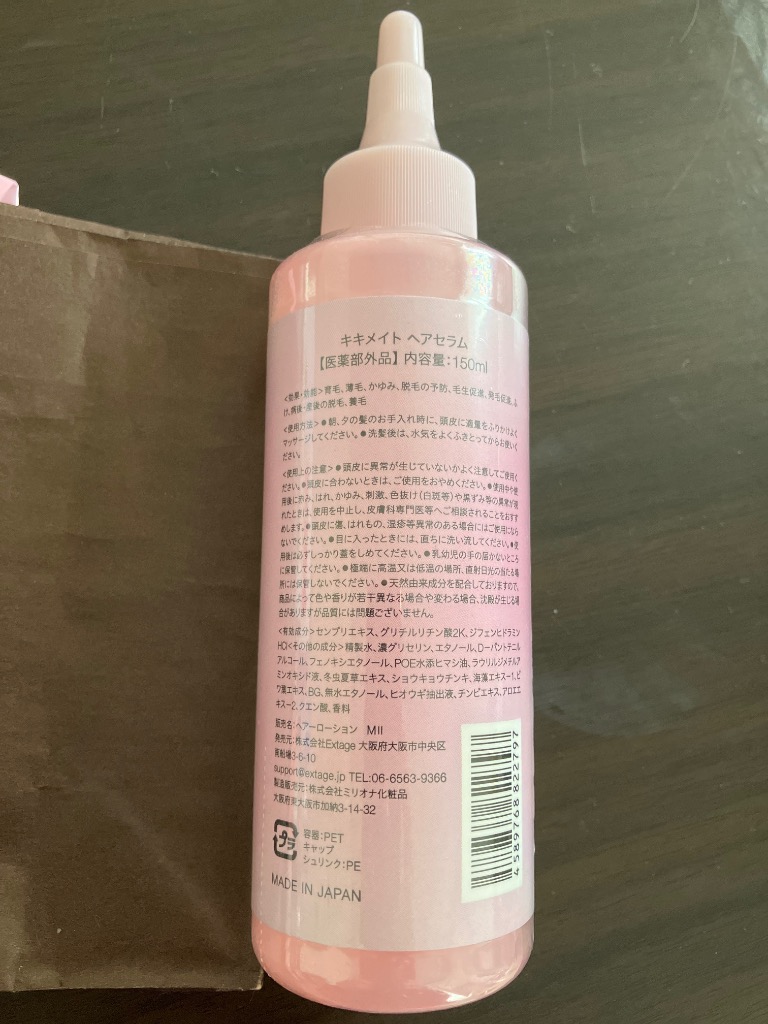 キキメイト ヘアセラム
【医薬部外品】内容量:150ml
<効果・効能>育毛、薄毛、かゆみ、脱毛の予防、毛生促進、発毛促進、ふ
け、病後・産後の脱毛、養毛
<使用方法>●朝、夕の髪のお手入れ時に、頭皮に適量をふりかけよく
マッサージしてください。●洗髪後は、水気をよくふきとってからお使いく
ださい。
<使用上の注意>●頭皮に異常が生じていないかよく注意してご使用く
ださい。●頭皮に合わないときは、ご使用をおやめください。●使用中や使
用後に赤み、はれ、かゆみ、刺激、色抜け(白斑等)や黒ずみ等の異常が現
れたときは、使用を中止し、皮膚科専門医等へご相談されることをおすす
めします。●頭皮に傷、はれもの、湿疹等異常のある場合にはご使用になら
ないでください。●目に入ったときには、直ちに洗い流してください。●使
用後は必ずしっかり蓋をしめてください。●乳幼児の手の届かないところ
に保管してください。●極端に高温又は低温の場所、直射日光の当たる場
所には保管しないでください。●天然由来成分を配合しておりますので、
商品によって色や香りが若干異なる場合や変わる場合、沈殿が生じる場
合がありますが品質には問題ございません。
<有効成分>センブリエキス、グリチルリチン酸2K、ジフェンヒドラミン
HCl<その他の成分>精製水、濃グリセリン、エタノール、D-パントテニル
アルコール、フェノキシエタノール、POE水添ヒマシ油、ラウリルジメチルア
ミンオキシド液、冬虫夏草エキス、ショウキョウチンキ、海藻エキス-1、ビ
ワ葉エキス、BG、無水エタノール、ヒオウギ抽出液、チンピエキス、アロエエ
キス-2、クエン酸、香料
販売名:ヘアーローション MII
発売元:株式会社Extage 大阪府大阪市中央区
南船場3-6-10
support@extage.jp TEL:06-6563-9366
製造販売元:株式会社ミリオナ化粧品
大阪府東大阪市加納3-14-32
プラ
容器:PET
キャップ
シュリンク:PE
MADE IN JAPAN
4 589768 822797